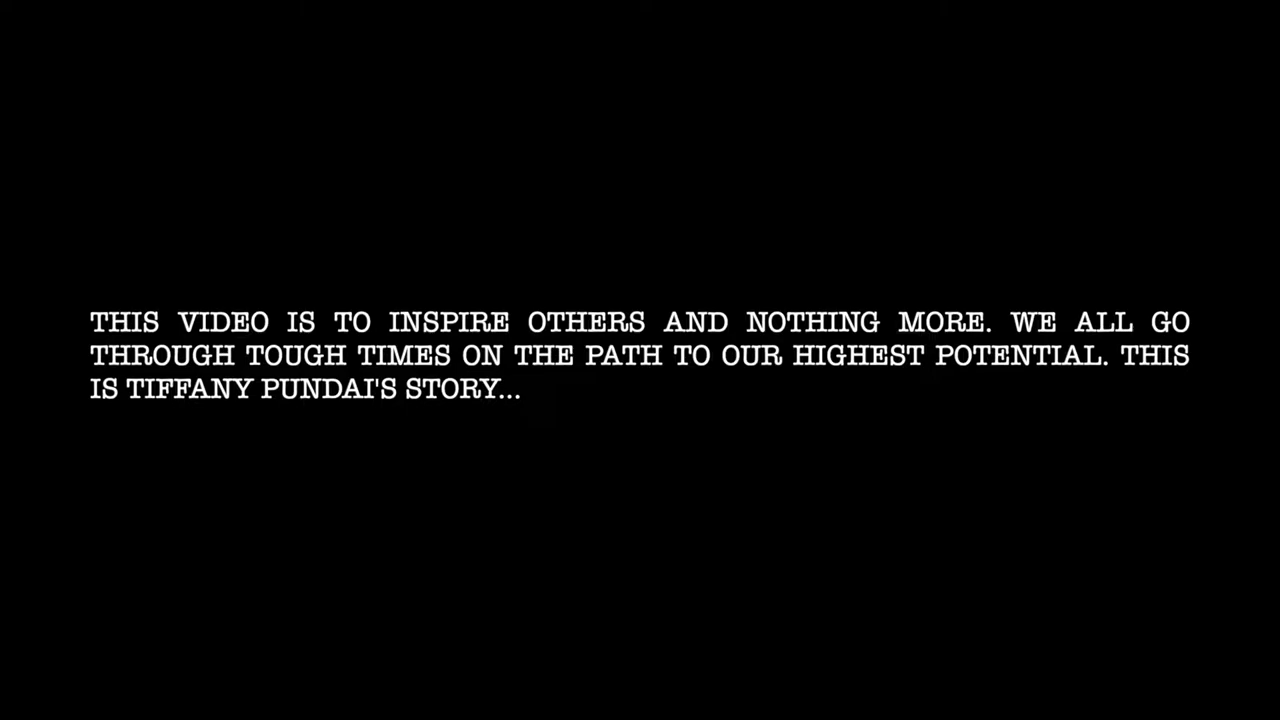 THIS VIDEO IS TO INSPIRE OTHERS AND NOTHING MORE. WE ALL GO
THROUGH TOUGH TIMES ON THE PATH TO OUR HIGHEST POTENTIAL. THIS
IS TIFFANY PUNDAI'S STORY...